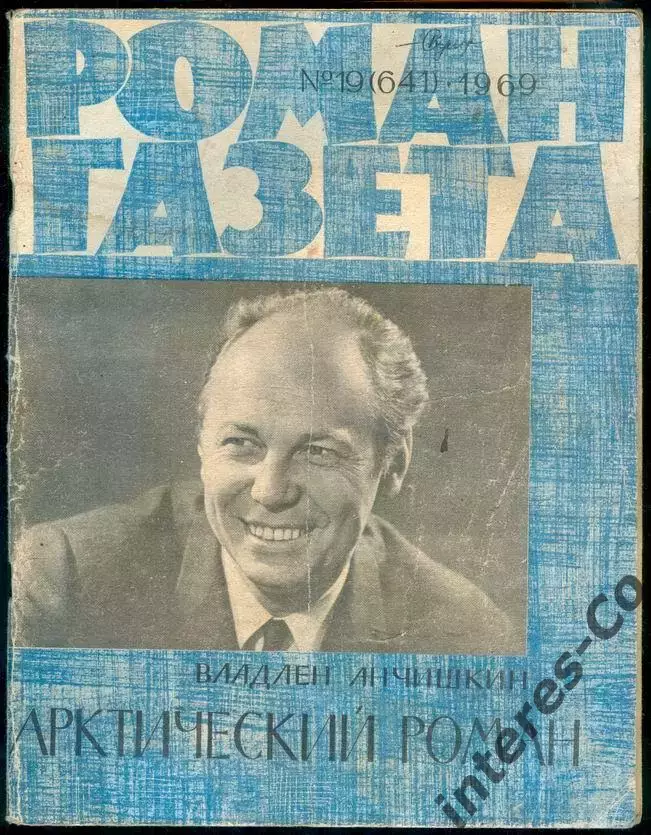 РОМАН
№19(641)·1969
ГАЗЕТА
ВЛАДЛЕН АНЧИШКИН
АРКТИЧЕСКИЙ РОМАН
interes-Co